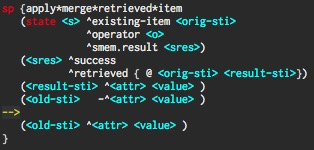 sp {apply*merge*retrieved*item
(state <s> ^existing-item <orig-sti>
^operator <o>
^smem.result <sres>)
(<sres> ^success
^retrieved { @ <orig-sti> <result-sti>})
(<result-sti> ^<attr> <value> )
(<old-sti> -^<attr> <value> )
-->
(<old-sti> ^<attr> <value> )
}